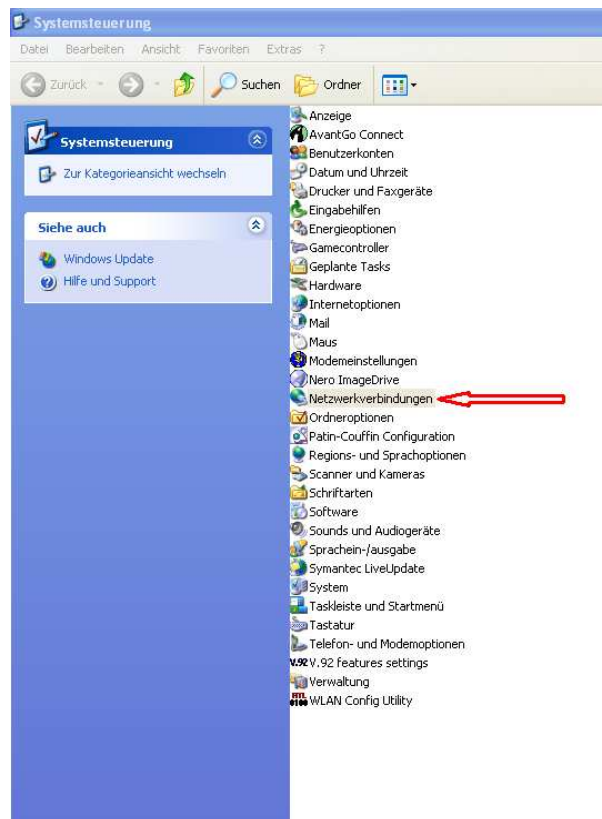 Systemsteuerung
Datei Bearbeiten Ansicht Favoriten Extras ?
Zurück Suchen Ordner
Systemsteuerung
Zur Kategorieansicht wechseln
Siehe auch
Windows Update
Hilfe und Support
Anzeige
AvantGo Connect
Benutzerkonten
Datum und Uhrzeit
Drucker und Faxgeräte
Eingabehilfen
Energieoptionen
Gamecontroller
Geplante Tasks
Hardware
Internetoptionen
Mail
Maus
Modemeinstellungen
Nero ImageDrive
Netzwerkverbindungen
Ordneroptionen
Patin-Couffin Configuration
Regions- und Sprachoptionen
Scanner und Kameras
Schriftarten
Software
Sounds und Audiogeräte
Sprachein-/ausgabe
Symantec LiveUpdate
System
Taskleiste und Startmenü
Tastatur
Telefon- und Modemoptionen
V.92 V.92 features settings
Verwaltung
WLAN Config Utility